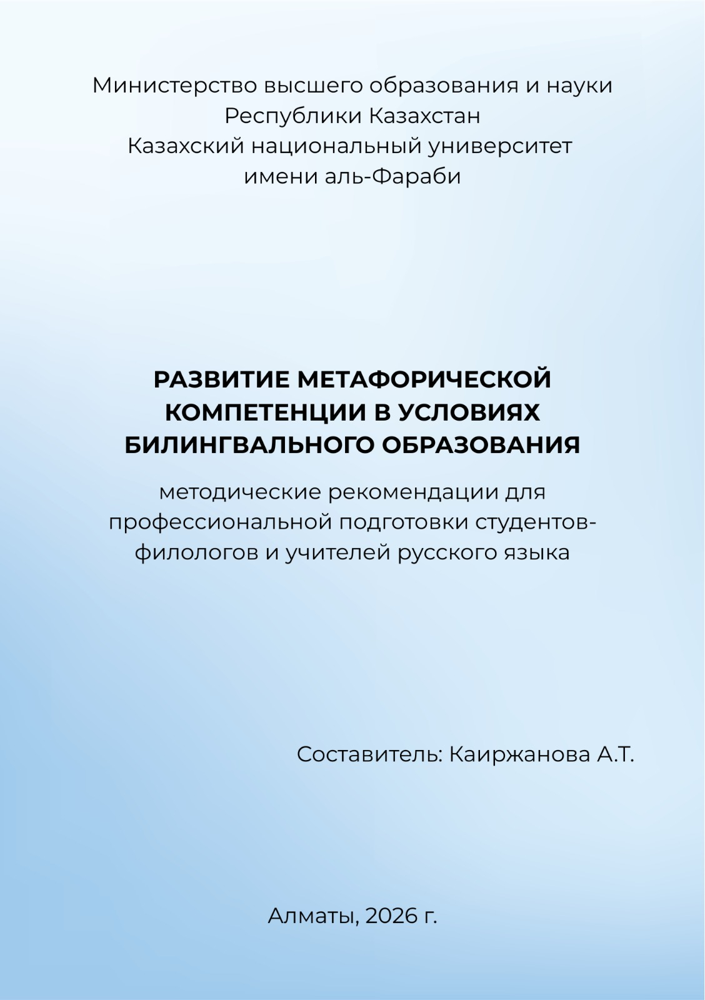 Министерство высшего образования и науки
Республики Казахстан
Казахский национальный университет
имени аль-Фараби
РАЗВИТИЕ МЕТАФОРИЧЕСКОЙ
КОМПЕТЕНЦИИ В УСЛОВИЯХ
БИЛИНГВАЛЬНОГО ОБРАЗОВАНИЯ
методические рекомендации для
профессиональной подготовки студентов-
филологов и учителей русского языка
Составитель: Каиржанова А.Т.
Алматы, 2026 г.